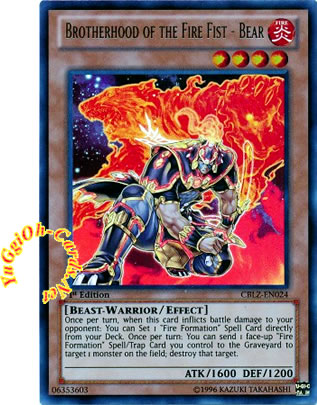 BROTHERHOOD OF THE FIRE FIST - BEAR
FIRE
炎
YuGgiOh-Cardys.Net
1st Edition
CBLZ-EN024
[BEAST-WARRIOR/EFFECT]
Once per turn, when this card inflicts battle damage to your
opponent: You can Set 1 "Fire Formation" Spell Card directly
from your Deck. Once per turn: You can send 1 face-up "Fire
Formation" Spell/Trap Card you control to the Graveyard to
target 1 monster on the field; destroy that target.
ATK/1600 DEF/1200
06353603
©1996 KAZUKI TAKAHASHI